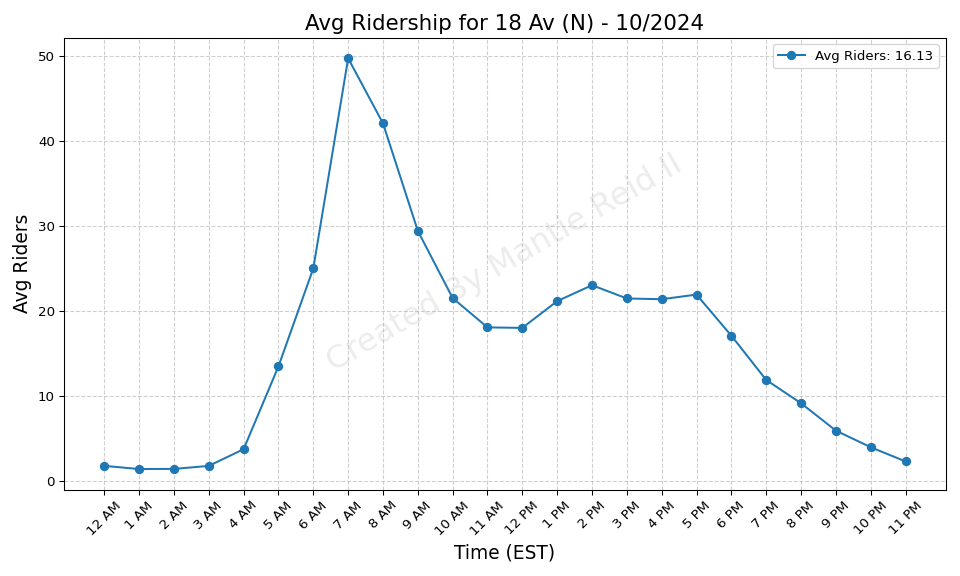 Avg Ridership for 18 Av (N) - 10/2024
Avg Riders: 16.13
50
40
30
20
10
0
Avg Riders
Created By Mantie Reid II
12 AM
1 AM
2 AM
3 AM
4 AM
5 AM
6 AM
7 AM
8 AM
9 AM
10 AM
11 AM
12 PM
1 PM
2 PM
3 PM
4 PM
5 PM
6 PM
7 PM
8 PM
9 PM
10 PM
11 PM
Time (EST)